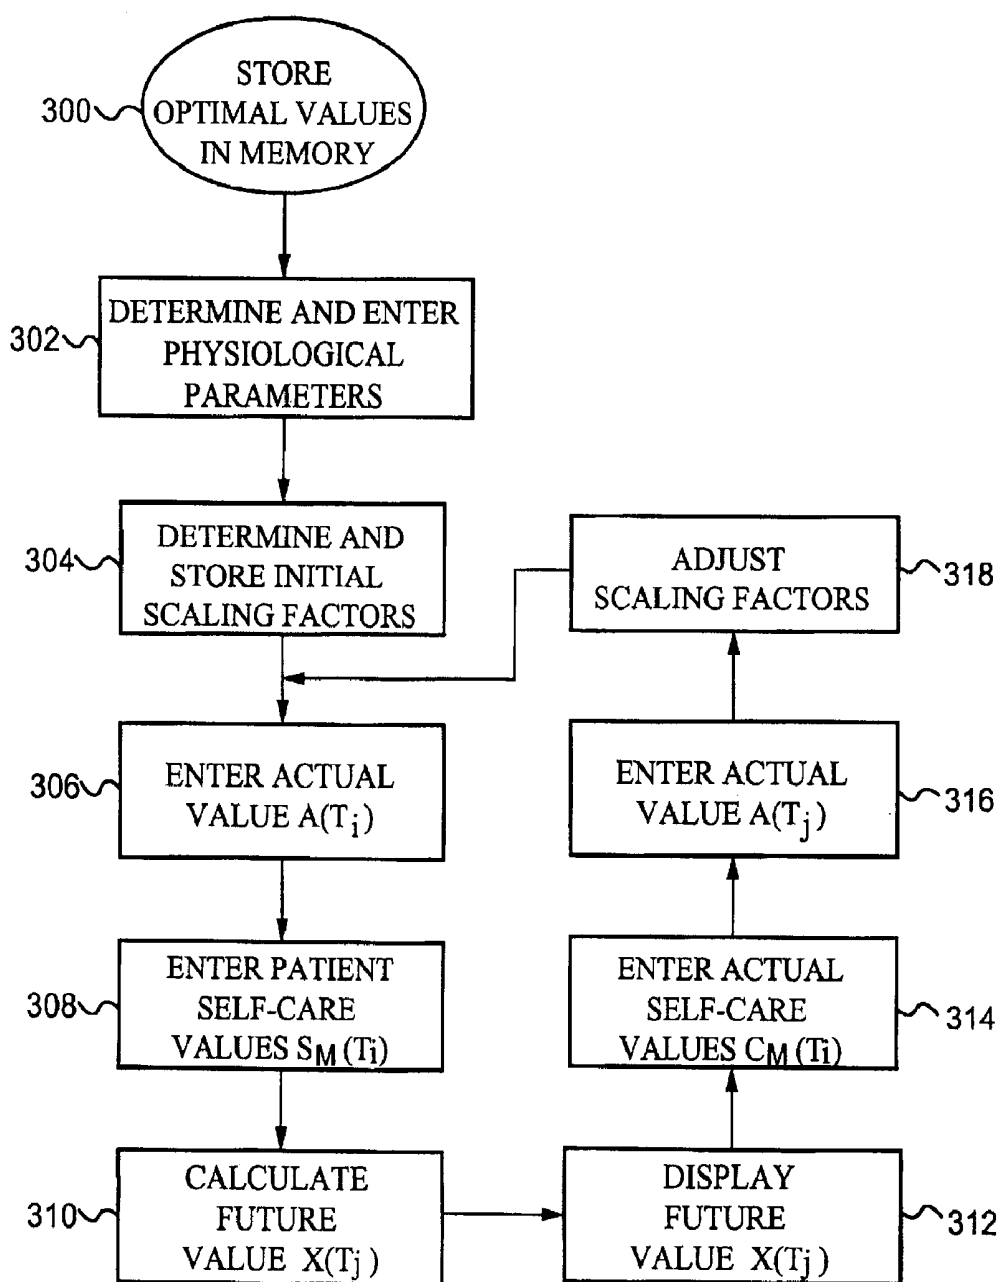 300
STORE
OPTIMAL VALUES
IN MEMORY
302
DETERMINE AND ENTER
PHYSIOLOGICAL
PARAMETERS
304
DETERMINE AND
STORE INITIAL
SCALING FACTORS
306
ENTER ACTUAL
VALUE A(Ti)
308
ENTER PATIENT
SELF-CARE
VALUES SM(Ti)
310
CALCULATE
FUTURE
VALUE X(Tj)
DISPLAY
FUTURE
VALUE X(Tj)
312
ENTER ACTUAL
SELF-CARE
VALUES CM(Ti)
314
ENTER ACTUAL
VALUE A(Tj)
316
ADJUST
SCALING FACTORS
318